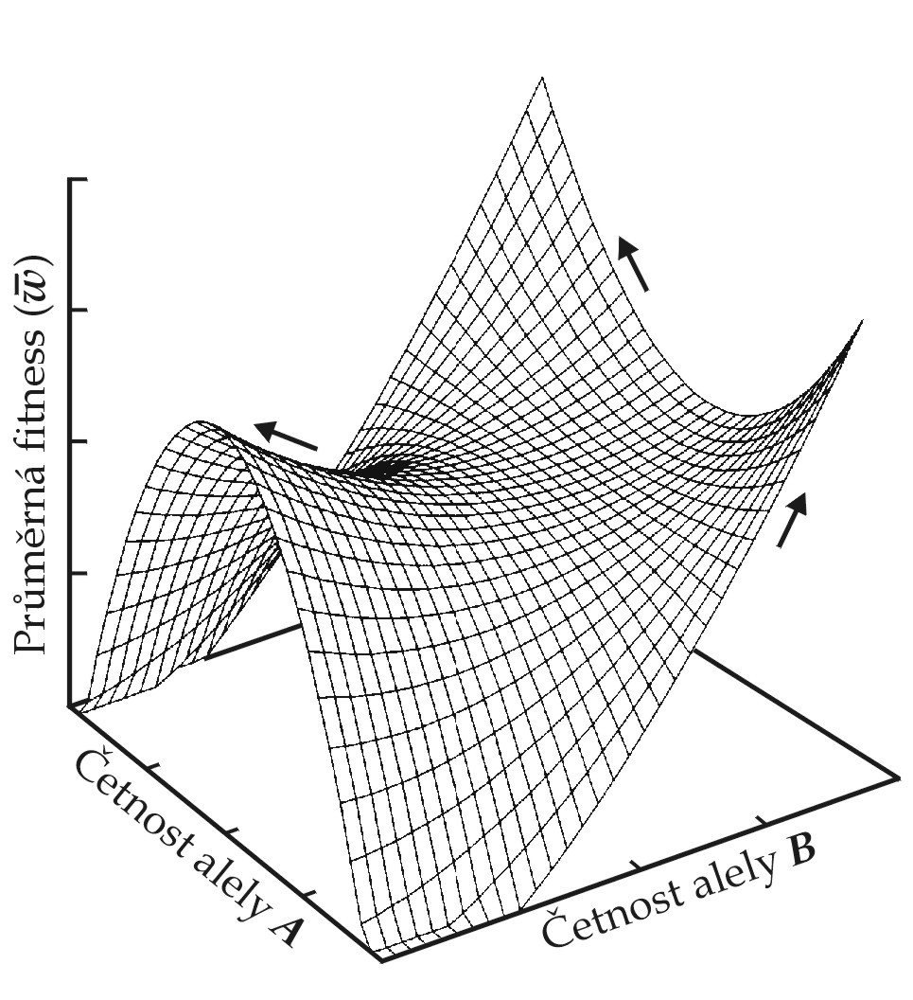 Průměrná fitness (w̅)
Četnost alely A
Četnost alely B